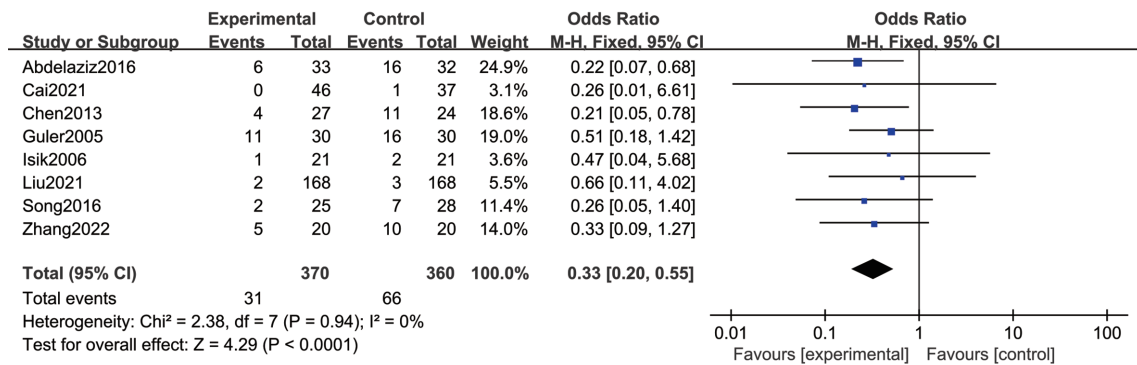 Experimental Control Odds Ratio Odds Ratio
Study or Subgroup Events Total Events Total Weight M-H, Fixed, 95% CI M-H, Fixed, 95% CI
Abdelaziz2016 6 33 16 32 24.9% 0.22 [0.07, 0.68]
Cai2021 0 46 1 37 3.1% 0.26 [0.01, 6.61]
Chen2013 4 27 11 24 18.6% 0.21 [0.05, 0.78]
Guler2005 11 30 16 30 19.0% 0.51 [0.18, 1.42]
Isik2006 1 21 2 21 3.6% 0.47 [0.04, 5.68]
Liu2021 2 168 3 168 5.5% 0.66 [0.11, 4.02]
Song2016 2 25 7 28 11.4% 0.26 [0.05, 1.40]
Zhang2022 5 20 10 20 14.0% 0.33 [0.09, 1.27]
Total (95% CI) 370 360 100.0% 0.33 [0.20, 0.55]
Total events 31 66
Heterogeneity: Chi² = 2.38, df = 7 (P = 0.94); I² = 0%
Test for overall effect: Z = 4.29 (P < 0.0001)
0.01 0.1 1 10 100
Favours [experimental] Favours [control]